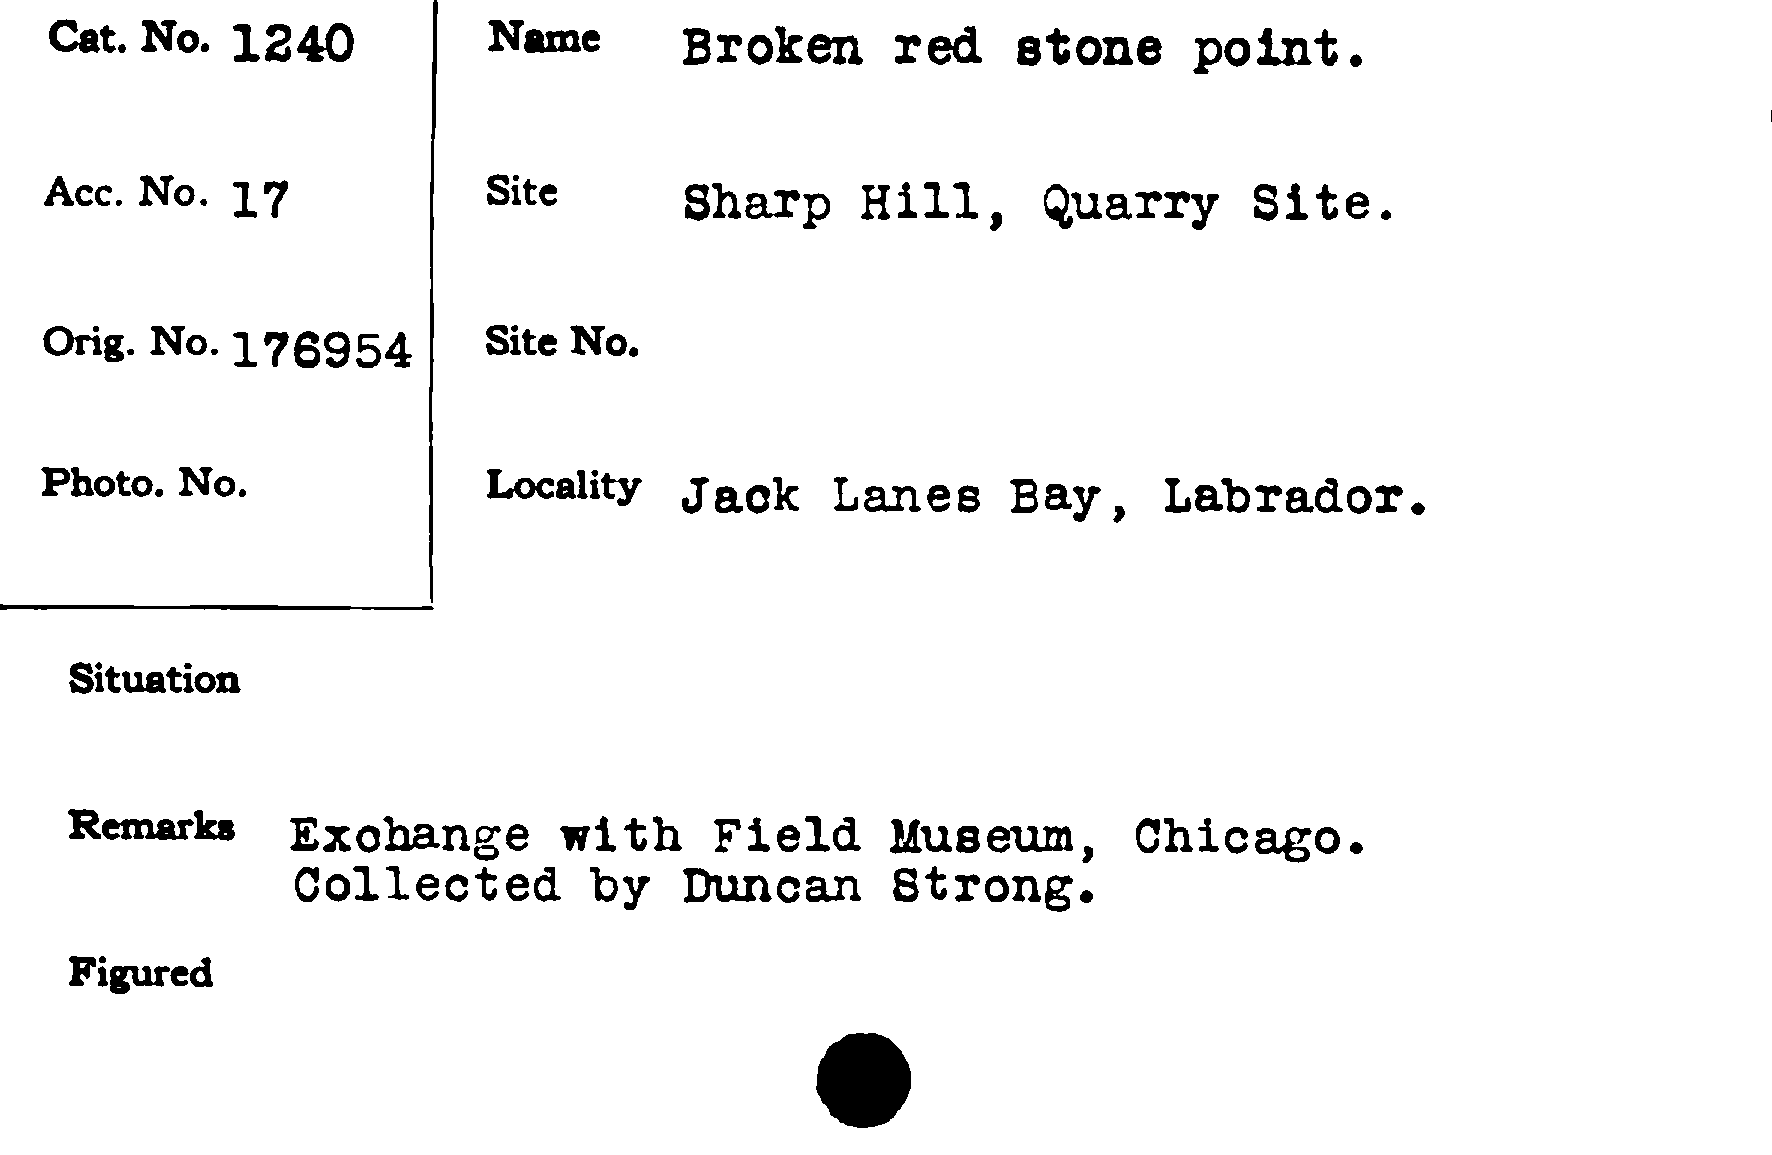 Cat. No. 1240
Name Broken red stone point.
Acc. No. 17
Site Sharp Hill, Quarry Site.
Orig. No. 176954
Site No.
Photo. No.
Locality Jack Lanes Bay, Labrador.
Situation
Remarks Exchange with Field Museum, Chicago.
Collected by Duncan Strong.
Figured